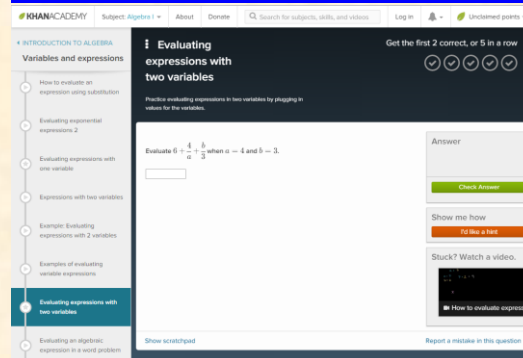 KHANACADEMY
Subject: Algebra I
About
Donate
Search for subjects, skills, and videos
Log in
Unclaimed points
INTRODUCTION TO ALGEBRA
Variables and expressions
How to evaluate an
expression using substitution
Evaluating exponential
expressions 2
Evaluating expressions with
one variable
Expressions with two variables
Example: Evaluating
expressions with 2 variables
Examples of evaluating
variable expressions
Evaluating expressions with
two variables
Evaluating an algebraic
expression in a word problem
Evaluating
expressions with
two variables
Practice evaluating expressions in two variables by plugging in
values for the variables.
Get the first 2 correct, or 5 in a row
Evaluate 6 + 4/a + b/3 when a = 4 and b = 3.
Answer
Check Answer
Show me how
I'd like a hint
Stuck? Watch a video.
How to evaluate express
Show scratchpad
Report a mistake in this question